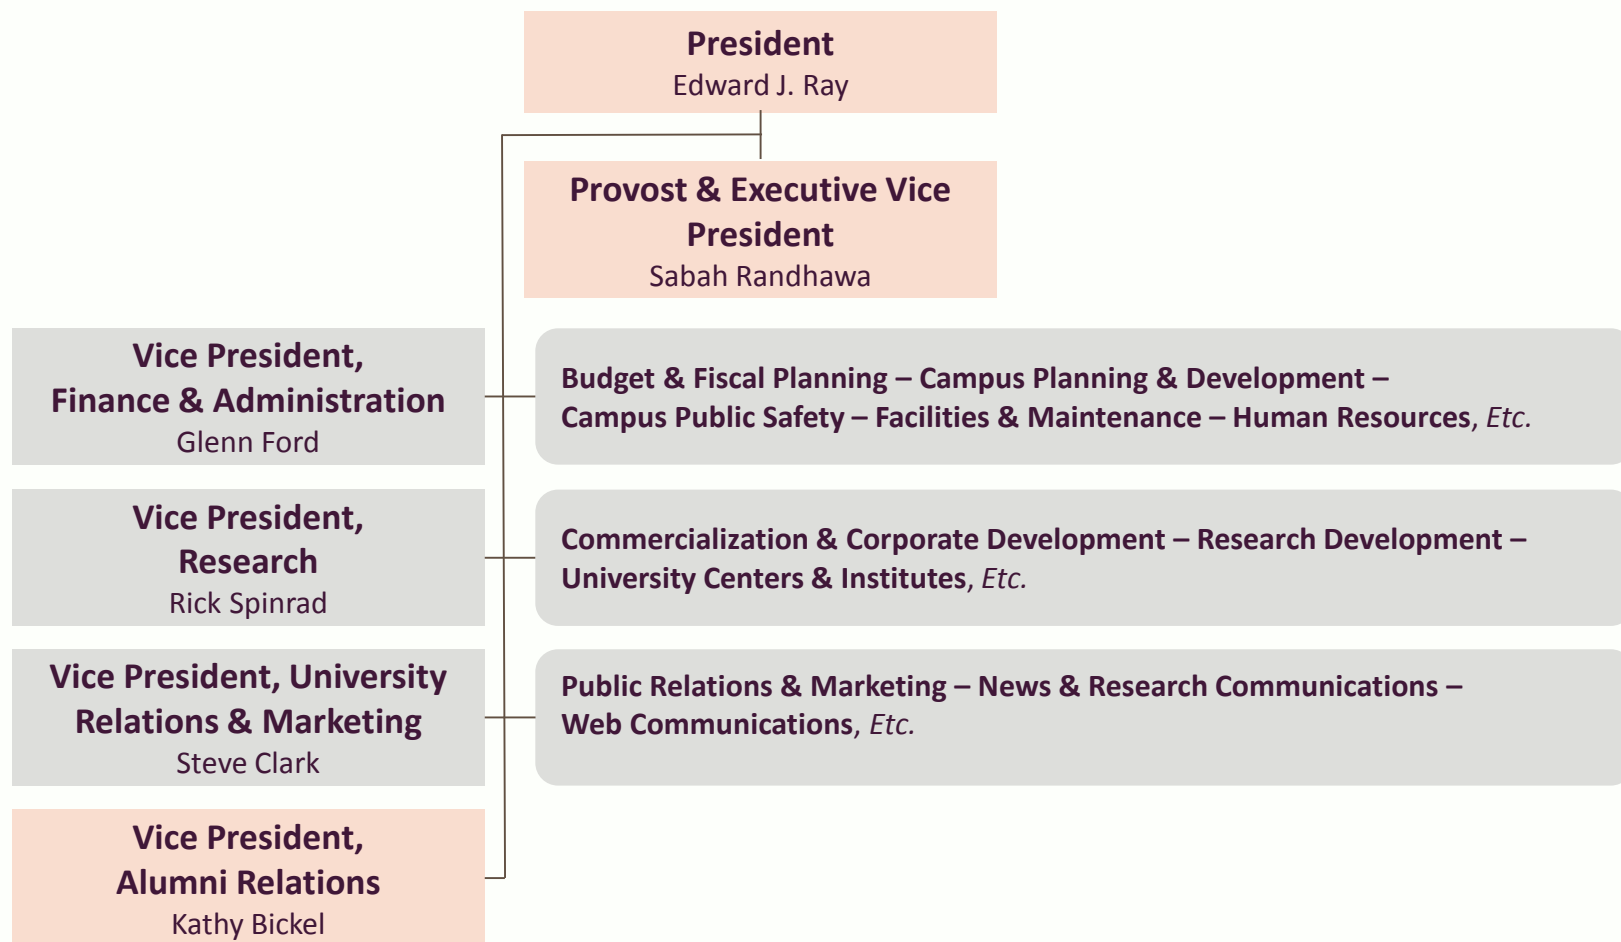 President
Edward J. Ray
Provost & Executive Vice
President
Sabah Randhawa
Vice President,
Finance & Administration
Glenn Ford
Budget & Fiscal Planning – Campus Planning & Development –
Campus Public Safety – Facilities & Maintenance – Human Resources, Etc.
Vice President,
Research
Rick Spinrad
Commercialization & Corporate Development – Research Development –
University Centers & Institutes, Etc.
Vice President, University
Relations & Marketing
Steve Clark
Public Relations & Marketing – News & Research Communications –
Web Communications, Etc.
Vice President,
Alumni Relations
Kathy Bickel